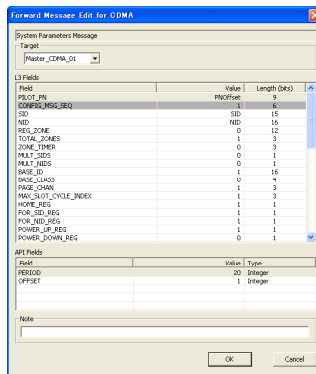 Forward Message Edit for CDMA
System Parameters Message
Target
Master_CDMA_01
L3 Fields
Field Value Length (bits)
PILOT_PN PNOffset 9
CONFIG_MSG_SEQ 1 6
SID SID 15
NID NID 16
REG_ZONE 0 12
TOTAL_ZONES 1 3
ZONE_TIMER 0 3
MULT_SIDS 0 1
MULT_NIDS 0 1
BASE_ID 1 16
BASE_CLASS 0 4
PAGE_CHAN 1 3
MAX_SLOT_CYCLE_INDEX 1 3
HOME_REG 1 1
FOR_SID_REG 1 1
FOR_NID_REG 1 1
POWER_UP_REG 1 1
POWER_DOWN_REG 0 1
API Fields
Field Value Type
PERIOD 20 Integer
OFFSET 1 Integer
Note
OK Cancel